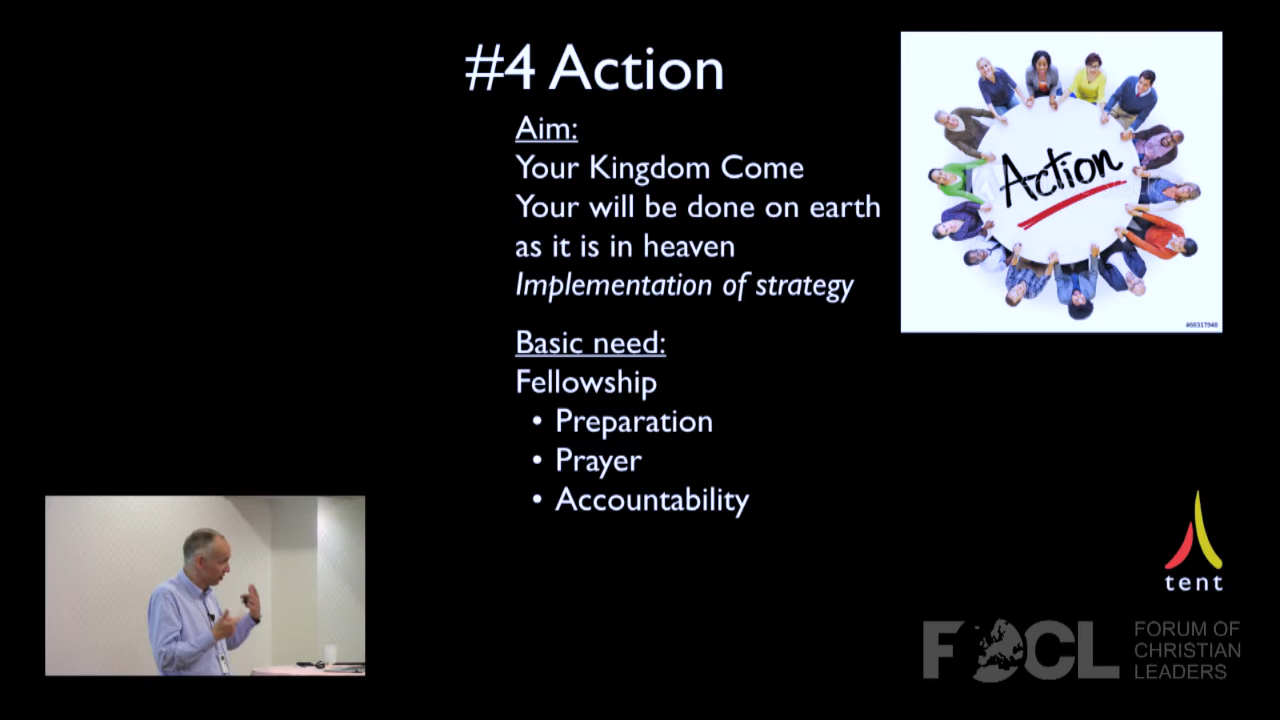 #4 Action
Aim:
Your Kingdom Come
Your will be done on earth
as it is in heaven
Implementation of strategy
Basic need:
Fellowship
• Preparation
• Prayer
• Accountability
Action
#66317946
tent
FOCL
FORUM OF
CHRISTIAN
LEADERS